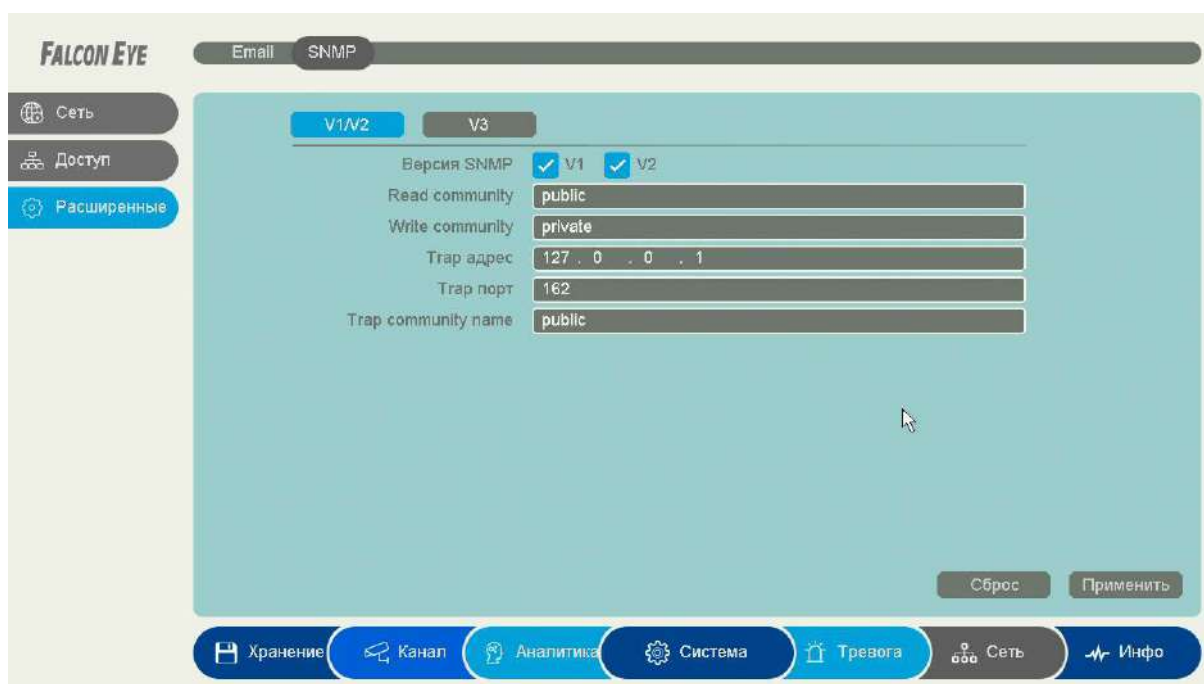 FALCON EYE
Email SNMP
Сеть
Доступ
Расширенные
V1/V2 V3
Версия SNMP V1 V2
Read community public
Write community private
Trap адрес 127 . 0 . 0 . 1
Trap порт 162
Trap community name public
Сброс Применить
Хранение Канал Аналитика Система Тревога Сеть Инфо